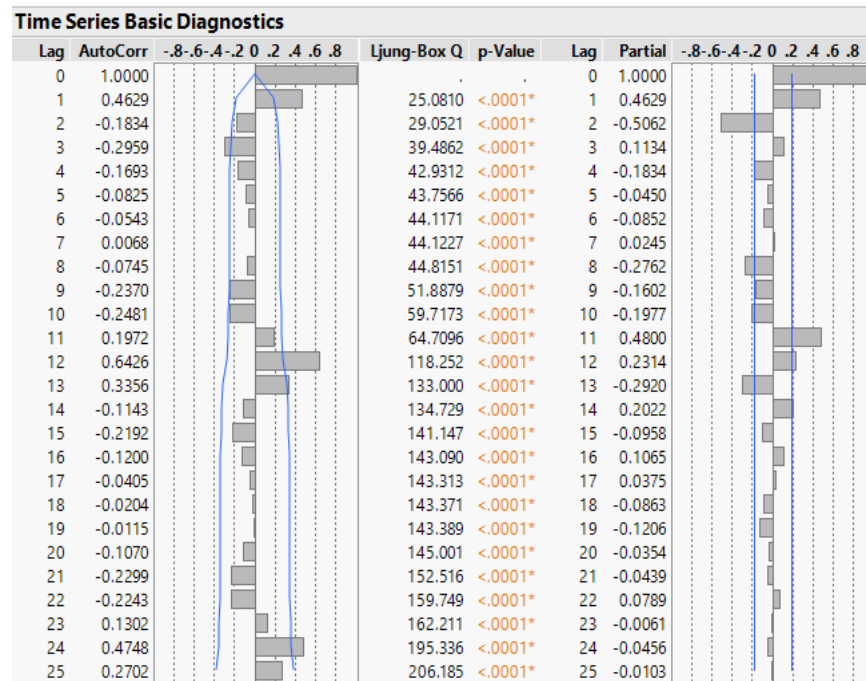 Time Series Basic Diagnostics
Lag AutoCorr -.8-.6-.4-.2 0 .2 .4 .6 .8 Ljung-Box Q p-Value Lag Partial -.8-.6-.4-.2 0 .2 .4 .6 .8
0 1.0000 . . 0 1.0000
1 0.4629 25.0810 <.0001* 1 0.4629
2 -0.1834 29.0521 <.0001* 2 -0.5062
3 -0.2959 39.4862 <.0001* 3 0.1134
4 -0.1693 42.9312 <.0001* 4 -0.1834
5 -0.0825 43.7566 <.0001* 5 -0.0450
6 -0.0543 44.1171 <.0001* 6 -0.0852
7 0.0068 44.1227 <.0001* 7 0.0245
8 -0.0745 44.8151 <.0001* 8 -0.2762
9 -0.2370 51.8879 <.0001* 9 -0.1602
10 -0.2481 59.7173 <.0001* 10 -0.1977
11 0.1972 64.7096 <.0001* 11 0.4800
12 0.6426 118.252 <.0001* 12 0.2314
13 0.3356 133.000 <.0001* 13 -0.2920
14 -0.1143 134.729 <.0001* 14 0.2022
15 -0.2192 141.147 <.0001* 15 -0.0958
16 -0.1200 143.090 <.0001* 16 0.1065
17 -0.0405 143.313 <.0001* 17 0.0375
18 -0.0204 143.371 <.0001* 18 -0.0863
19 -0.0115 143.389 <.0001* 19 -0.1206
20 -0.1070 145.001 <.0001* 20 -0.0354
21 -0.2299 152.516 <.0001* 21 -0.0439
22 -0.2243 159.749 <.0001* 22 0.0789
23 0.1302 162.211 <.0001* 23 -0.0061
24 0.4748 195.336 <.0001* 24 -0.0456
25 0.2702 206.185 <.0001* 25 -0.0103